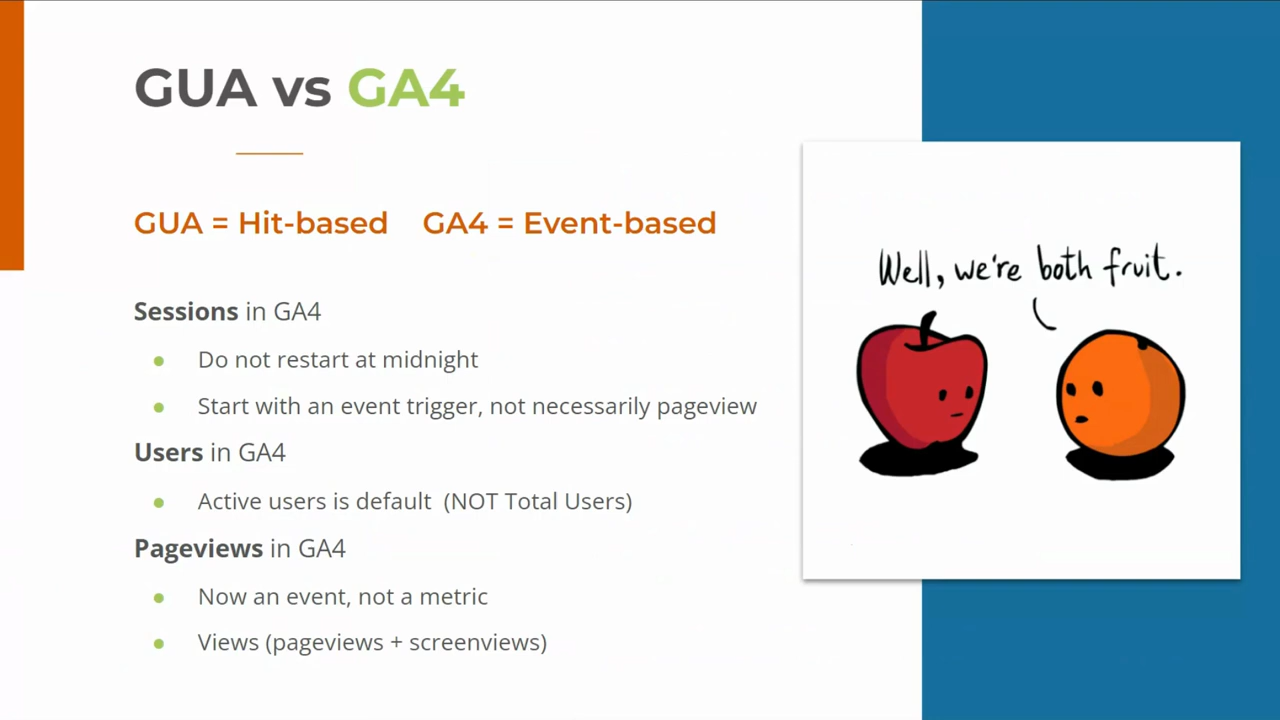 GUA vs GA4
GUA = Hit-based GA4 = Event-based
Sessions in GA4
● Do not restart at midnight
● Start with an event trigger, not necessarily pageview
Users in GA4
● Active users is default (NOT Total Users)
Pageviews in GA4
● Now an event, not a metric
● Views (pageviews + screenviews)
Well, we're both fruit.